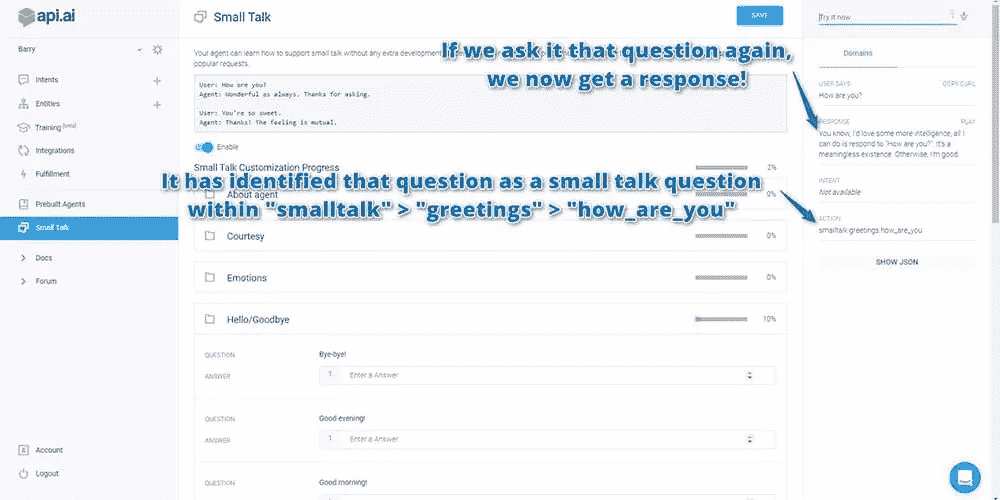 api.ai
Barry
Intents
Entities
Training [beta]
Integrations
Fulfillment
Prebuilt Agents
Small Talk
Docs
Forum
Account
Logout
Small Talk
SAVE
Your agent can learn how to support small talk without any extra development.
popular requests.
User: How are you?
Agent: Wonderful as always. Thanks for asking.
User: You're so sweet.
Agent: Thanks! The feeling is mutual.
Enable
Small Talk Customization Progress
2%
About agent
0%
Courtesy
0%
Emotions
0%
Hello/Goodbye
10%
QUESTION
Bye-bye!
ANSWER
1
Enter a Answer
QUESTION
Good evening!
ANSWER
1
Enter a Answer
QUESTION
Good morning!
If we ask it that question again,
we now get a response!
It has identified that question as a small talk question
within "smalltalk" > "greetings" > "how_are_you"
Try it now
Domains
USER SAYS
COPY CURL
How are you?
RESPONSE
PLAY
You know, I'd love some more intelligence, all I
can do is respond to "How are you?". It's a
meaningless existence. Otherwise, I'm good.
INTENT
Not available
ACTION
smalltalk.greetings.how_are_you
SHOW JSON